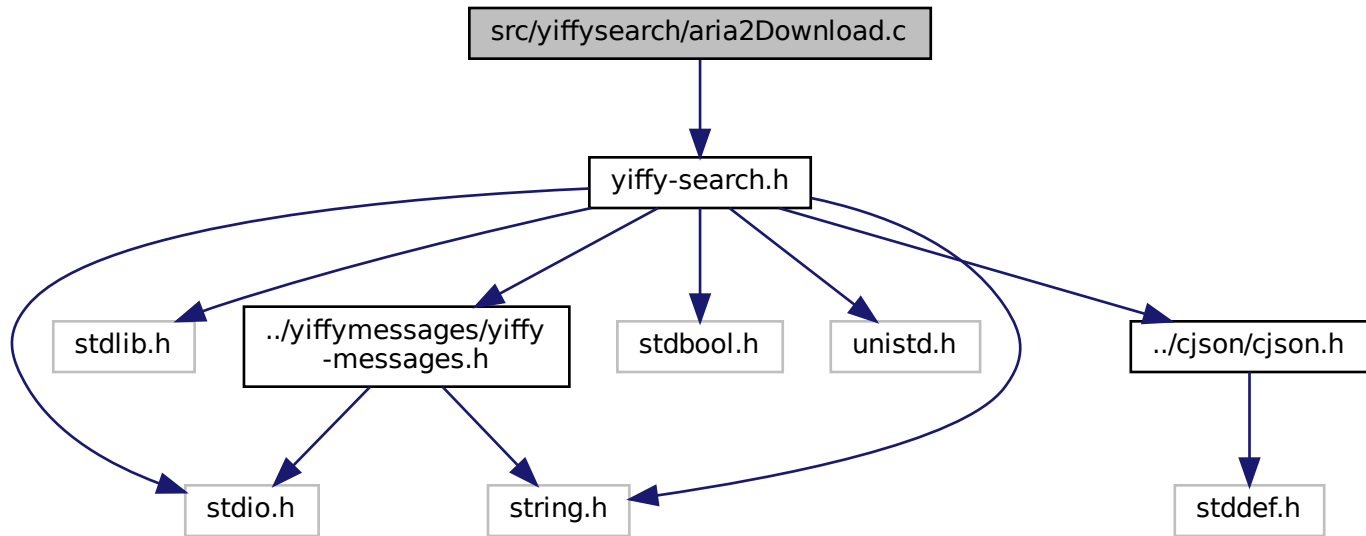 src/yiffysearch/aria2Download.c
yiffy-search.h
stdlib.h
../yiffymessages/yiffy
-messages.h
stdbool.h
unistd.h
../cjson/cjson.h
stdio.h
string.h
stddef.h